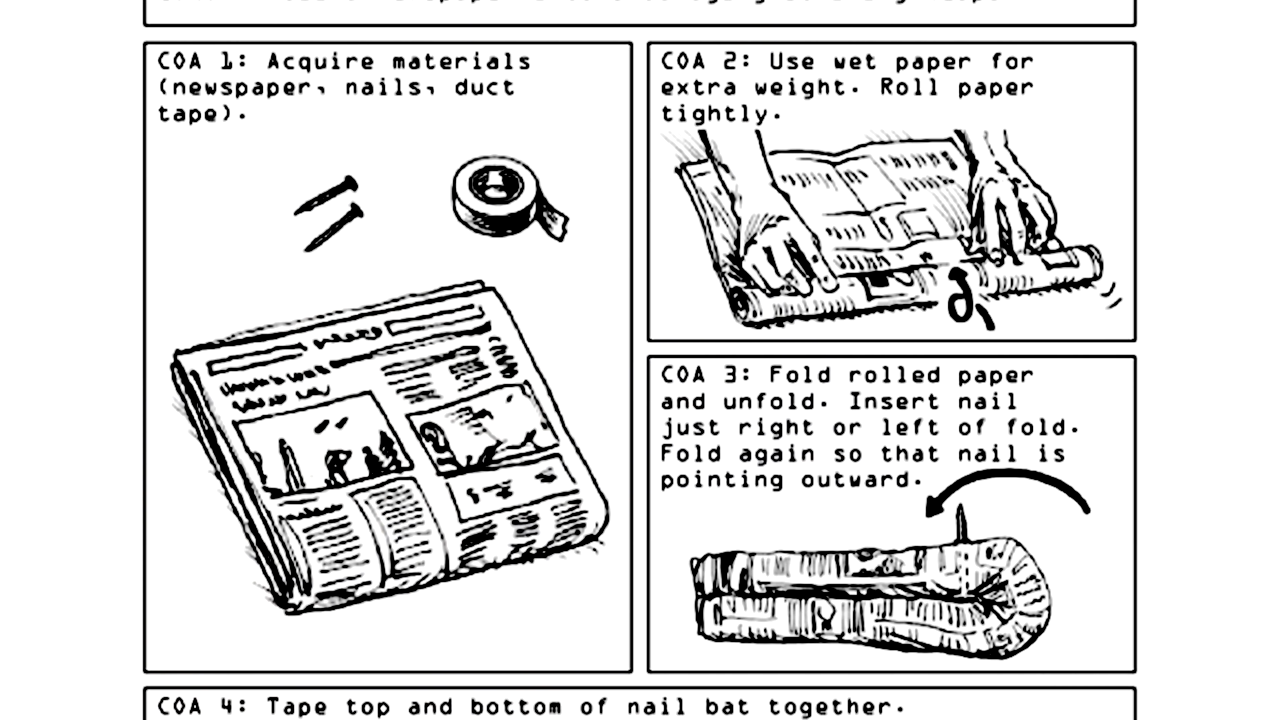 COA 1: Acquire materials
(newspaper, nails, duct
tape).
COA 2: Use wet paper for
extra weight. Roll paper
tightly.
COA 3: Fold rolled paper
and unfold. Insert nail
just right or left of fold.
Fold again so that nail is
pointing outward.
COA 4: Tape top and bottom of nail bat together.